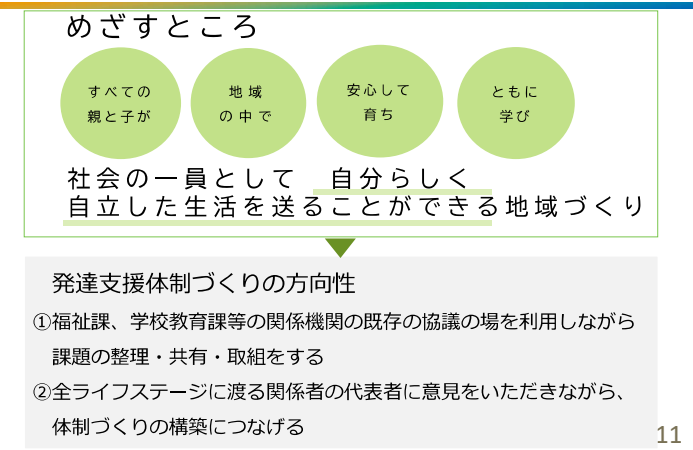 めざすところ
すべての
親と子が
地域
の中で
安心して
育ち
ともに
学び
社会の一員として　自分らしく
自立した生活を送ることができる地域づくり
発達支援体制づくりの方向性
①福祉課、学校教育課等の関係機関の既存の協議の場を利用しながら
課題の整理・共有・取組をする
②全ライフステージに渡る関係者の代表者に意見をいただきながら、
体制づくりの構築につなげる
11